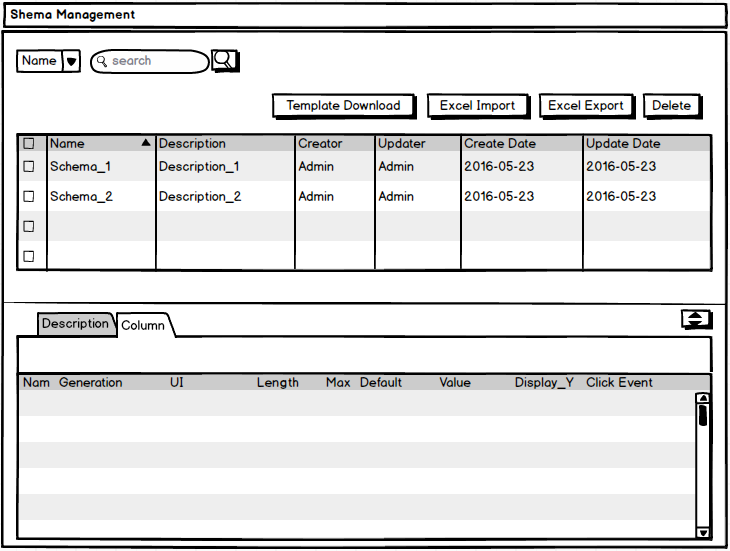 Shema Management
Name search
Template Download Excel Import Excel Export Delete
Name Description Creator Updater Create Date Update Date
Schema_1 Description_1 Admin Admin 2016-05-23 2016-05-23
Schema_2 Description_2 Admin Admin 2016-05-23 2016-05-23
Description Column
Nam Generation UI Length Max Default Value Display_Y Click Event